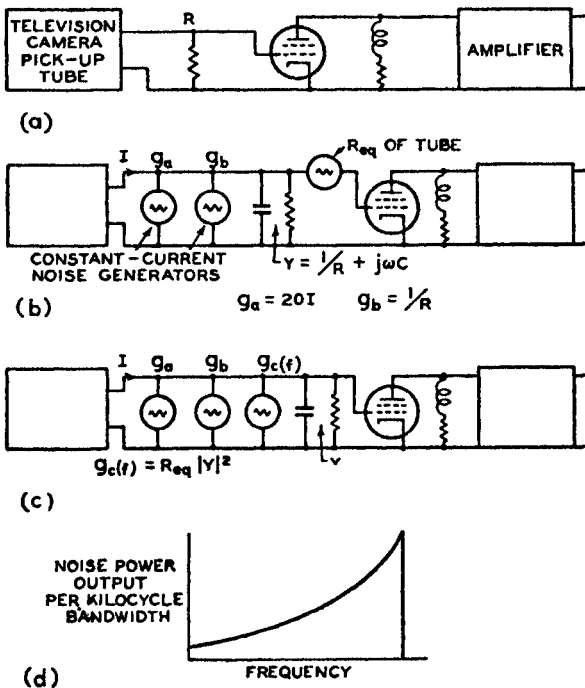 TELEVISION
CAMERA
PICK-UP
TUBE
R
AMPLIFIER
(a)
I
ga
gb
Req OF TUBE
CONSTANT-CURRENT
NOISE GENERATORS
Y = 1/R + jωC
(b)
ga = 20I gb = 1/R
I
ga
gb
gc(f)
Y
gc(f) = Req |Y|²
(c)
NOISE POWER
OUTPUT
PER KILOCYCLE
BANDWIDTH
(d)
FREQUENCY